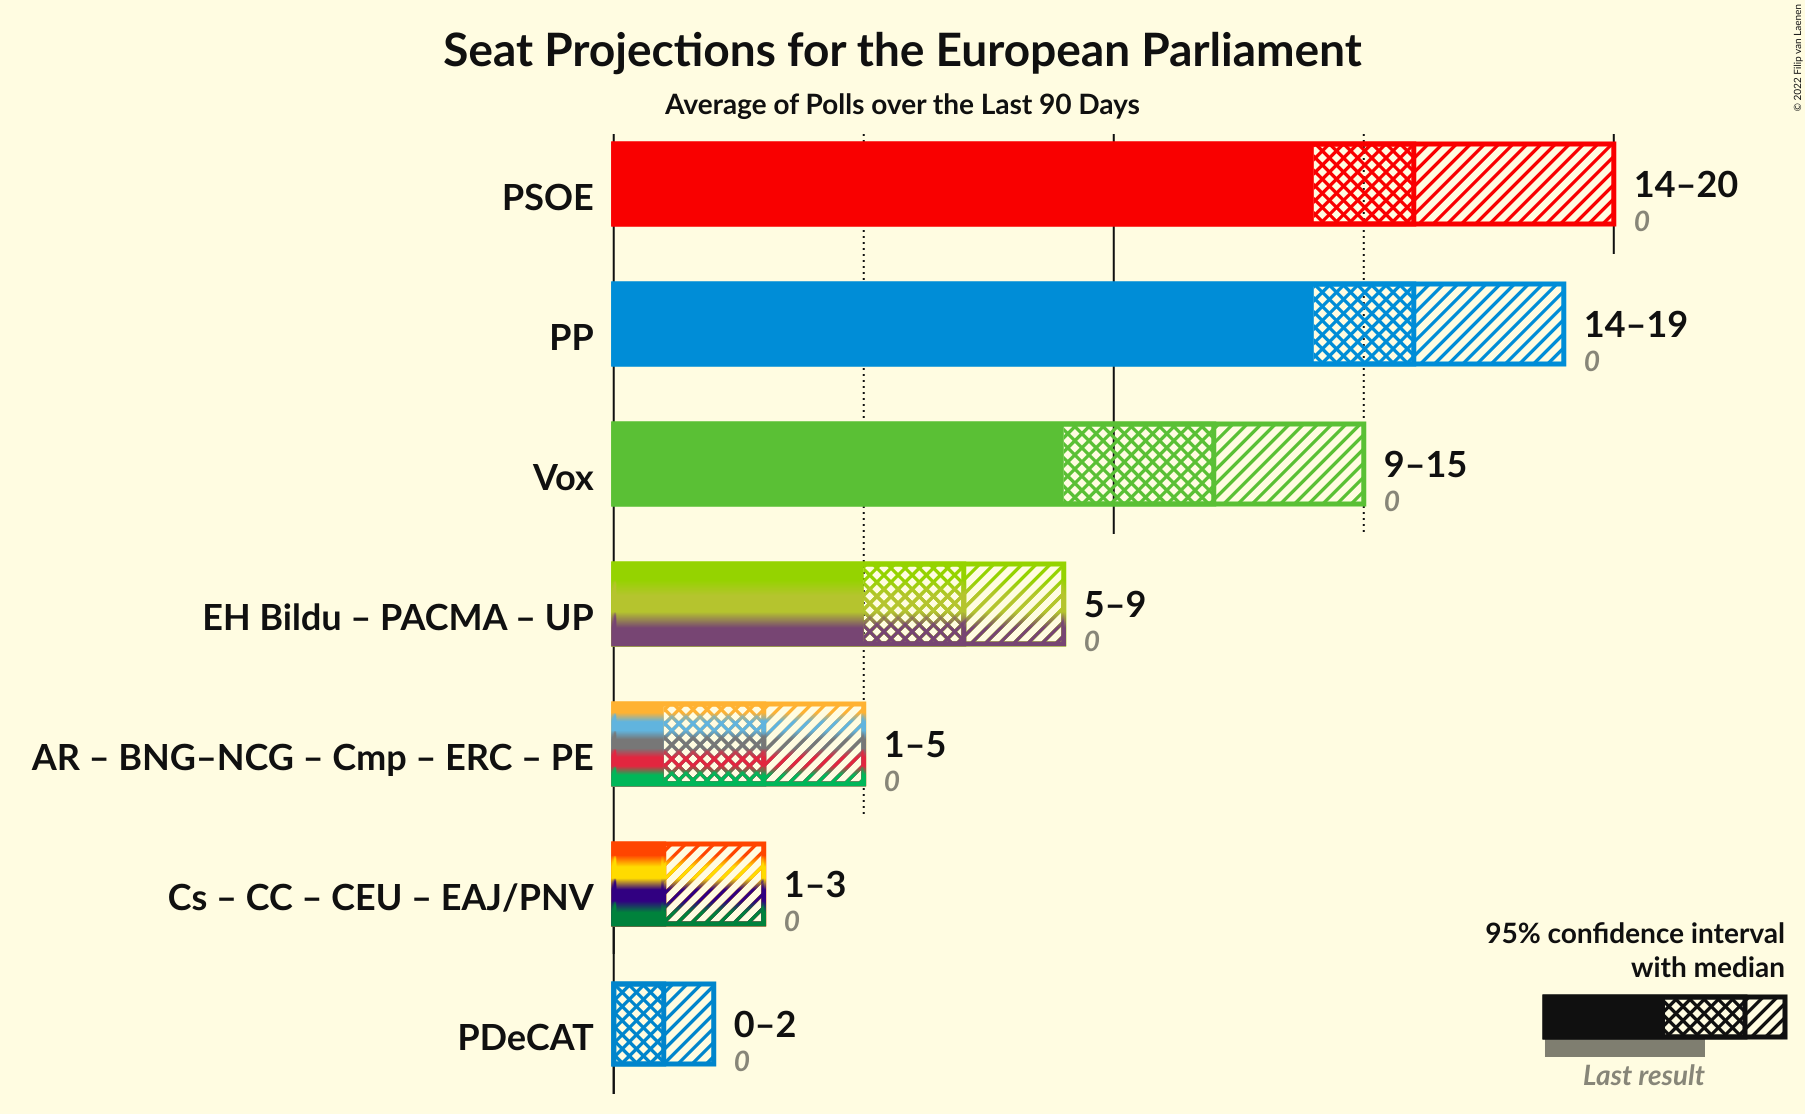 Seat Projections for the European Parliament
Average of Polls over the Last 90 Days
© 2022 Filip van Laenen
PSOE
14–20
0
PP
14–19
0
Vox
9–15
0
EH Bildu – PACMA – UP
5–9
0
AR – BNG–NCG – Cmp – ERC – PE
1–5
0
Cs – CC – CEU – EAJ/PNV
1–3
0
PDeCAT
0–2
0
95% confidence interval
with median
Last result